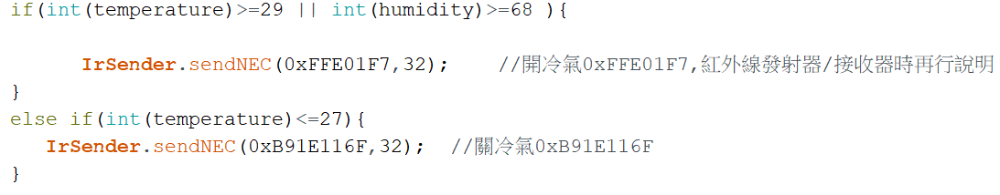 if(int(temperature)>=29 || int(humidity)>=68 ){
IrSender.sendNEC(0xFFE01F7,32); //開冷氣0xFFE01F7,紅外線發射器/接收器時再行說明
}
else if(int(temperature)<=27){
IrSender.sendNEC(0xB91E116F,32); //關冷氣0xB91E116F
}